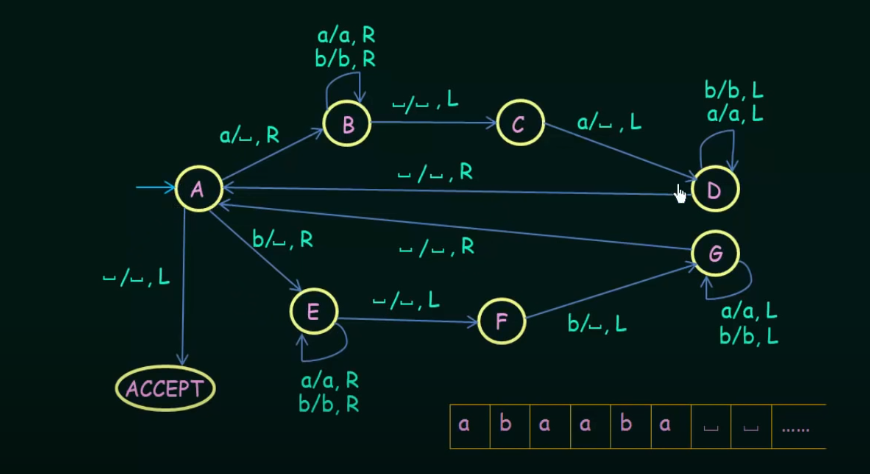 a/a, R
b/b, R
B
␣/␣, L
C
a/␣, L
b/b, L
a/a, L
a/␣, R
A
␣/␣, R
D
b/␣, R
␣/␣, R
G
␣/␣, L
E
␣/␣, L
F
b/␣, L
a/a, L
b/b, L
ACCEPT
a/a, R
b/b, R
a b a a b a ␣ ␣ ......